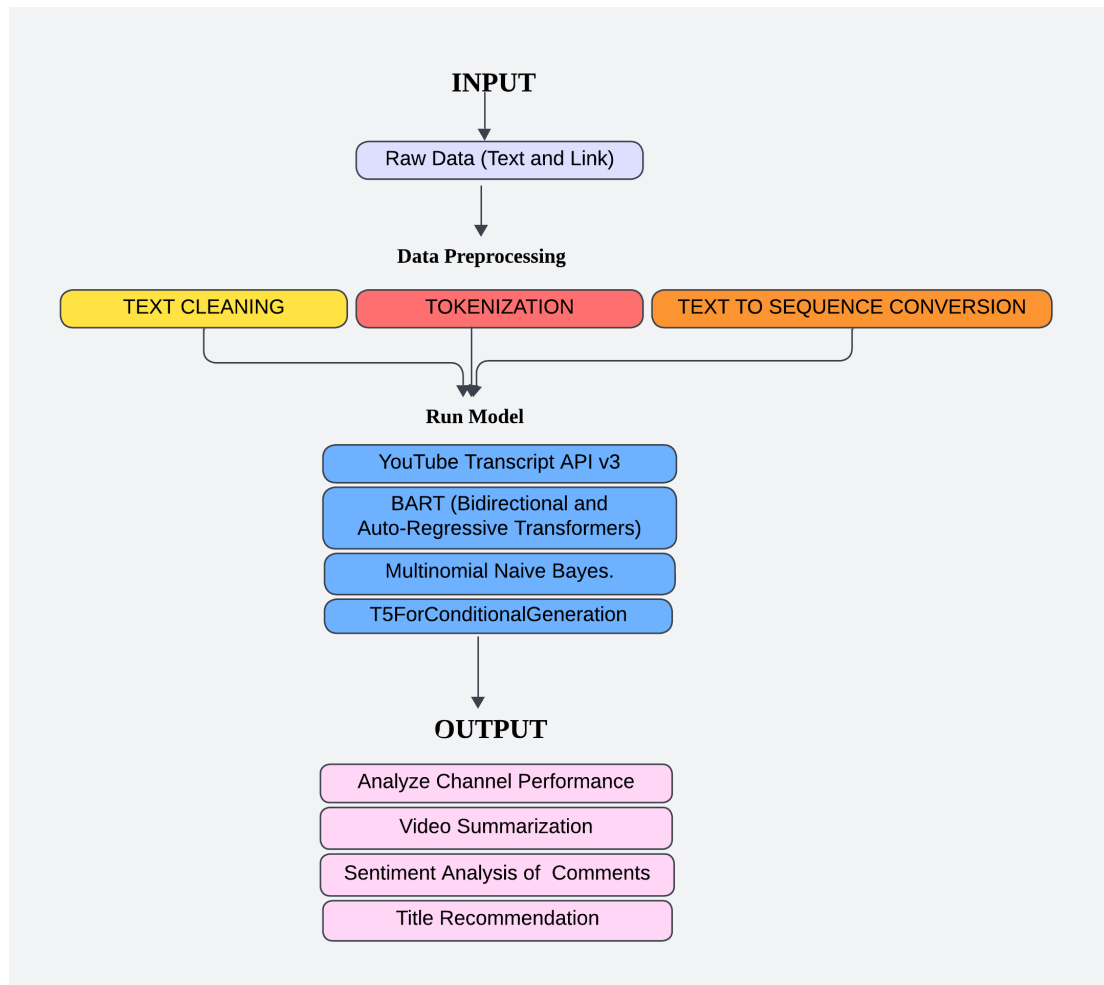 INPUT
Raw Data (Text and Link)
Data Preprocessing
TEXT CLEANING
TOKENIZATION
TEXT TO SEQUENCE CONVERSION
Run Model
YouTube Transcript API v3
BART (Bidirectional and
Auto-Regressive Transformers)
Multinomial Naive Bayes.
T5ForConditionalGeneration
OUTPUT
Analyze Channel Performance
Video Summarization
Sentiment Analysis of  Comments
Title Recommendation